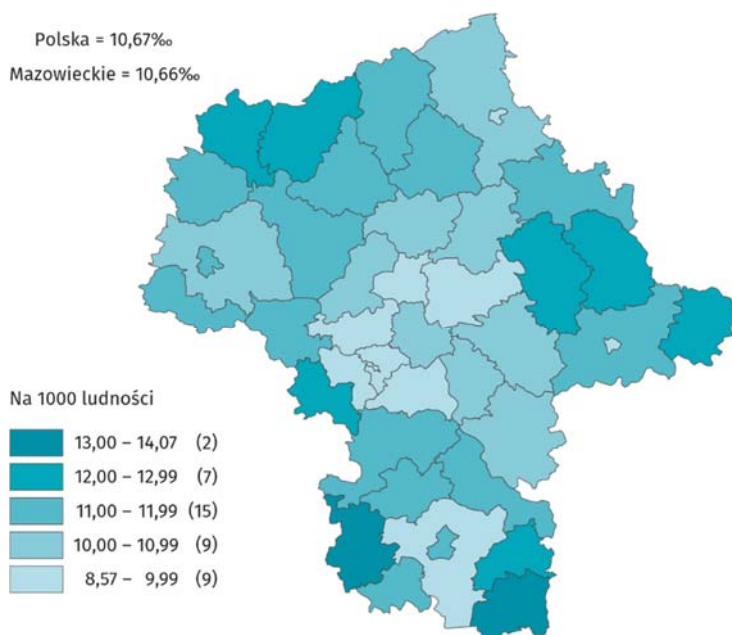 Polska = 10,67‰
Mazowieckie = 10,66‰
Na 1000 ludności
13,00 – 14,07 (2)
12,00 – 12,99 (7)
11,00 – 11,99 (15)
10,00 – 10,99 (9)
8,57 – 9,99 (9)